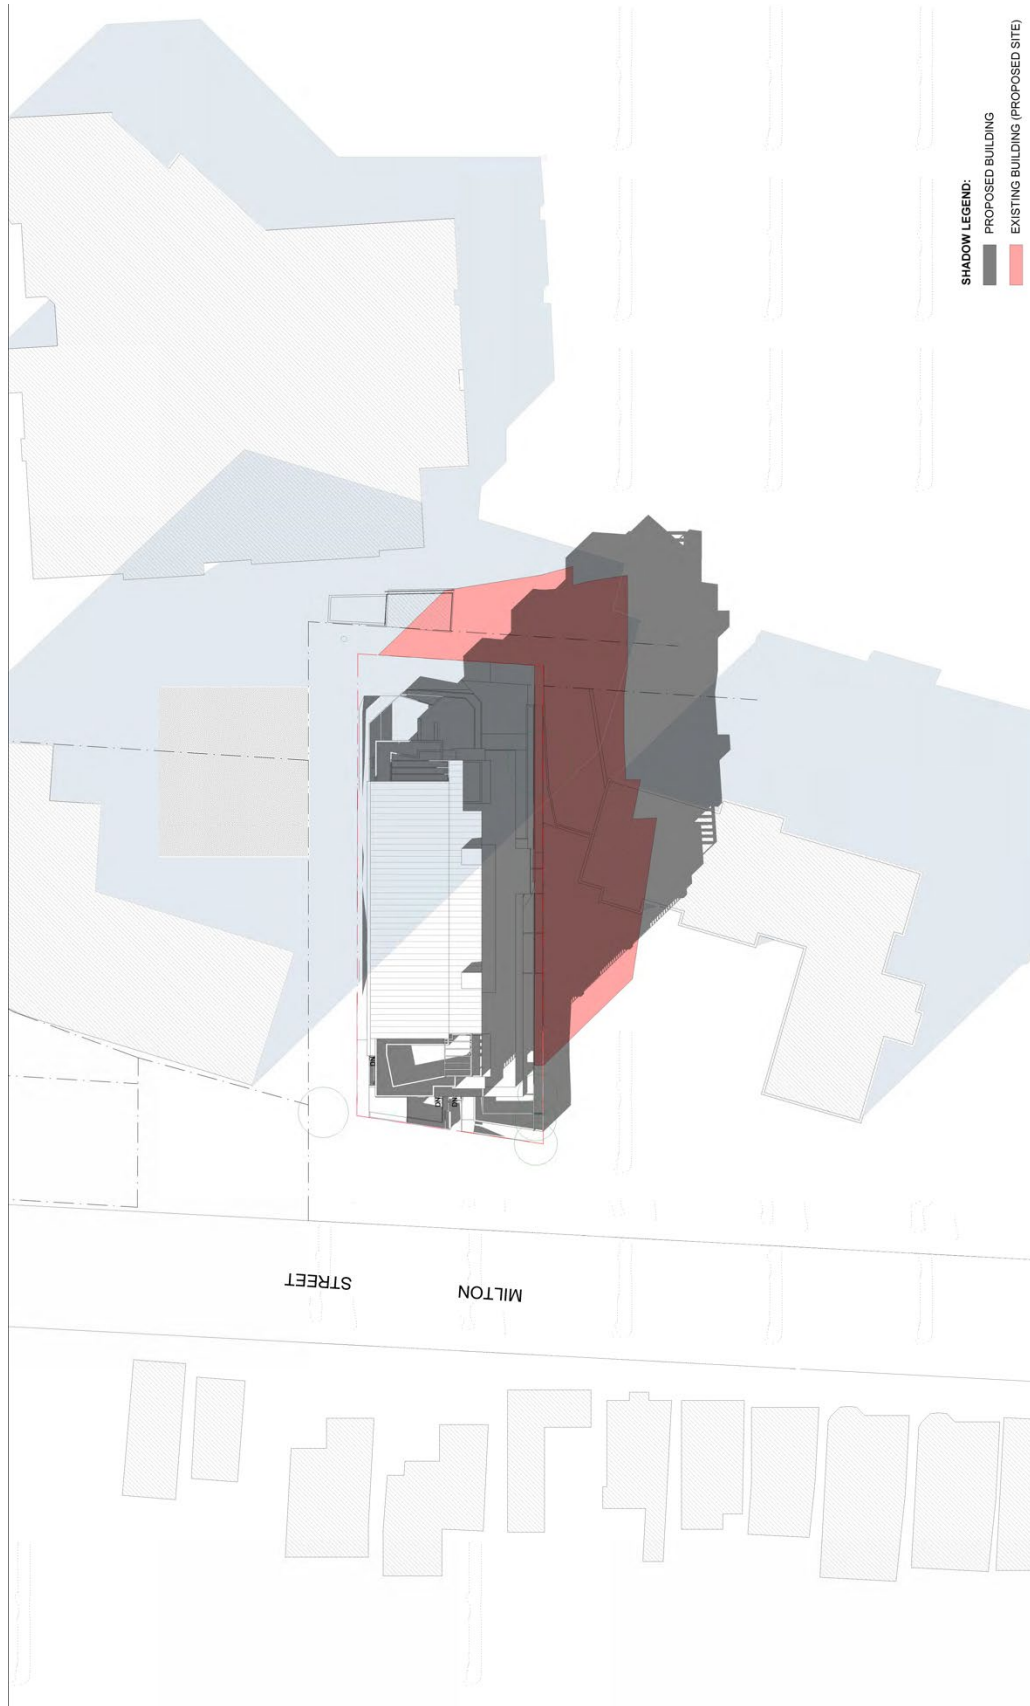 SHADOW LEGEND:
PROPOSED BUILDING
EXISTING BUILDING (PROPOSED SITE)
MILTON
STREET